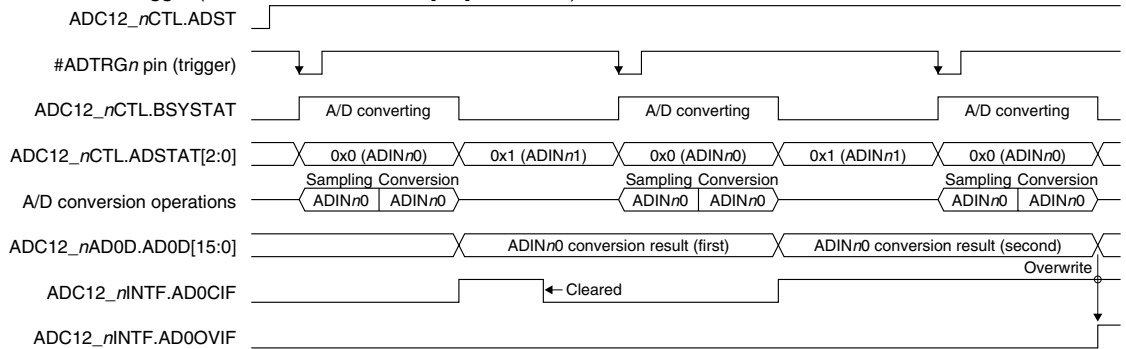 ADC12_nCTL.ADST
#ADTRGn pin (trigger)
ADC12_nCTL.BSYSTAT A/D converting A/D converting A/D converting
ADC12_nCTL.ADSTAT[2:0] 0x0 (ADINn0) 0x1 (ADINn1) 0x0 (ADINn0) 0x1 (ADINn1) 0x0 (ADINn0)
Sampling Conversion Sampling Conversion Sampling Conversion
A/D conversion operations ADINn0 ADINn0 ADINn0 ADINn0 ADINn0 ADINn0
ADC12_nAD0D.AD0D[15:0] ADINn0 conversion result (first) ADINn0 conversion result (second)
Overwrite
ADC12_nINTF.AD0CIF Cleared
ADC12_nINTF.AD0OVIF